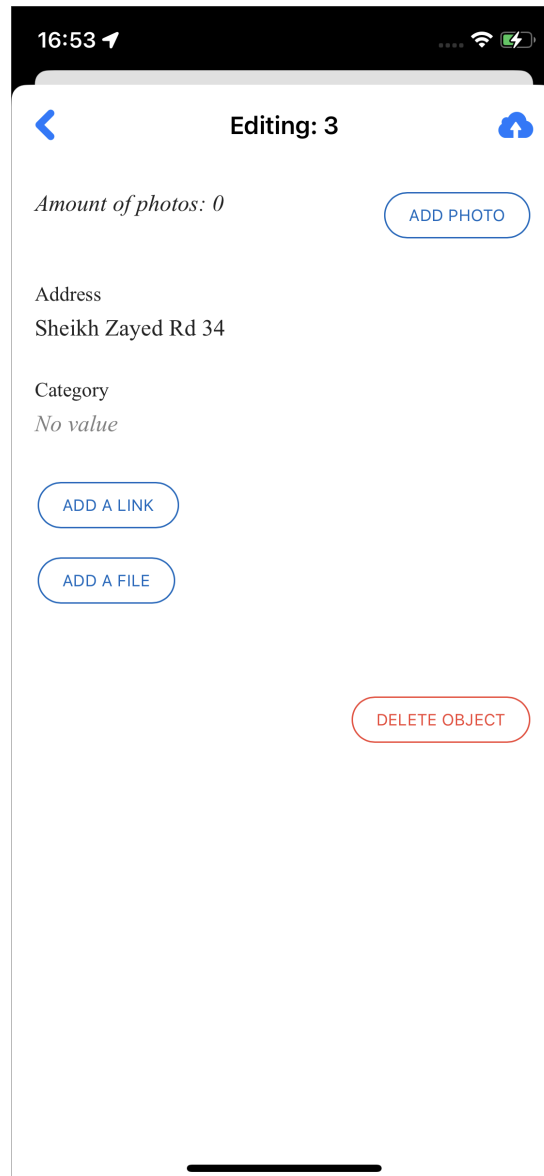 16:53
Editing: 3
Amount of photos: 0
ADD PHOTO
Address
Sheikh Zayed Rd 34
Category
No value
ADD A LINK
ADD A FILE
DELETE OBJECT